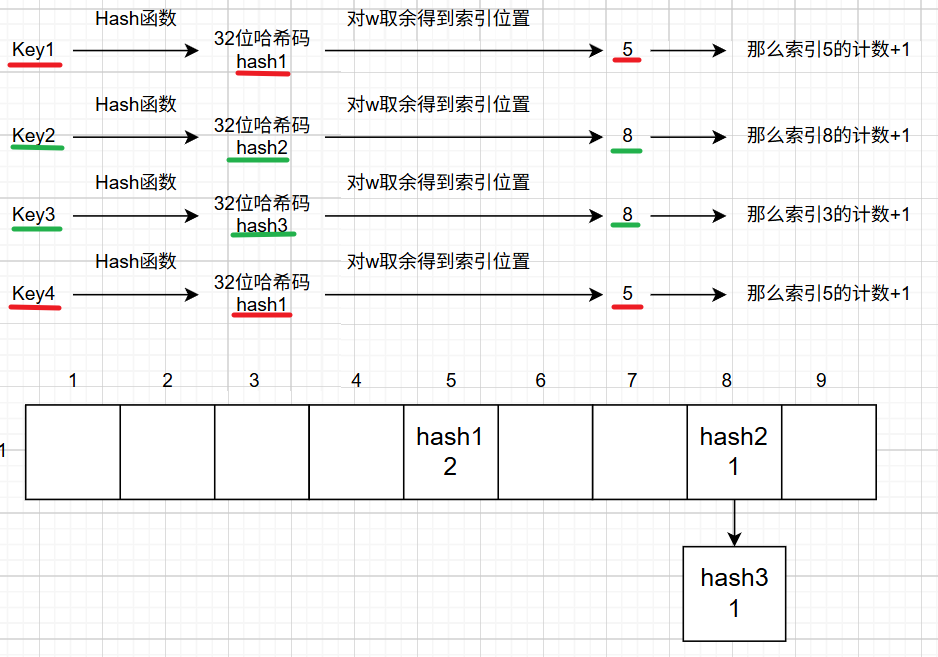 Hash函数
对w取余得到索引位置
Key1
32位哈希码
hash1
5
那么索引5的计数+1
Hash函数
对w取余得到索引位置
Key2
32位哈希码
hash2
8
那么索引8的计数+1
Hash函数
对w取余得到索引位置
Key3
32位哈希码
hash3
8
那么索引3的计数+1
Hash函数
对w取余得到索引位置
Key4
32位哈希码
hash1
5
那么索引5的计数+1
1 2 3 4 5 6 7 8 9
1
hash1
2
hash2
1
hash3
1